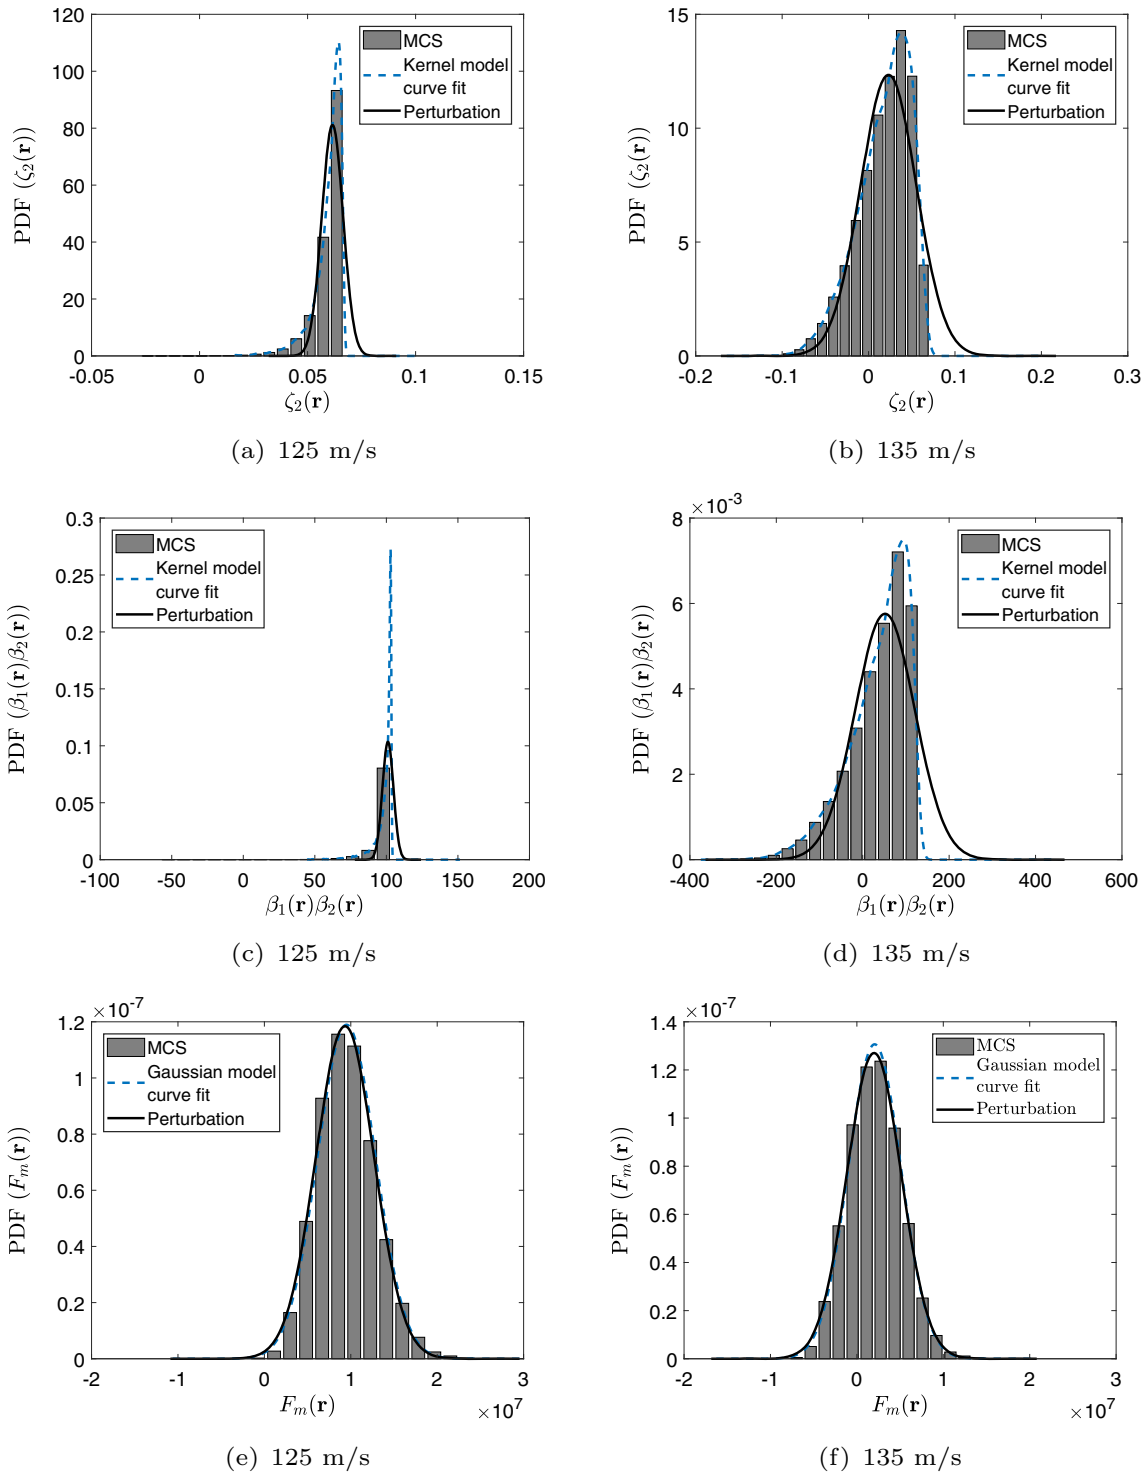 120
100
80
60
40
20
0
-0.05
0
0.05
0.1
0.15
PDF (ζ₂(r))
ζ₂(r)
MCS
Kernel model
curve fit
Perturbation
(a) 125 m/s
15
10
5
0
-0.2
-0.1
0
0.1
0.2
0.3
PDF (ζ₂(r))
ζ₂(r)
MCS
Kernel model
curve fit
Perturbation
(b) 135 m/s
0.3
0.25
0.2
0.15
0.1
0.05
0
-100
-50
0
50
100
150
200
PDF (β₁(r)β₂(r))
β₁(r)β₂(r)
MCS
Kernel model
curve fit
Perturbation
(c) 125 m/s
×10⁻³
8
6
4
2
0
-400
-200
0
200
400
600
PDF (β₁(r)β₂(r))
β₁(r)β₂(r)
MCS
Kernel model
curve fit
Perturbation
(d) 135 m/s
×10⁻⁷
1.2
1
0.8
0.6
0.4
0.2
0
-2
-1
0
1
2
3
×10⁷
PDF (Fₘ(r))
Fₘ(r)
MCS
Gaussian model
curve fit
Perturbation
(e) 125 m/s
×10⁻⁷
1.4
1.2
1
0.8
0.6
0.4
0.2
0
-2
-1
0
1
2
3
×10⁷
PDF (Fₘ(r))
Fₘ(r)
MCS
Gaussian model
curve fit
Perturbation
(f) 135 m/s